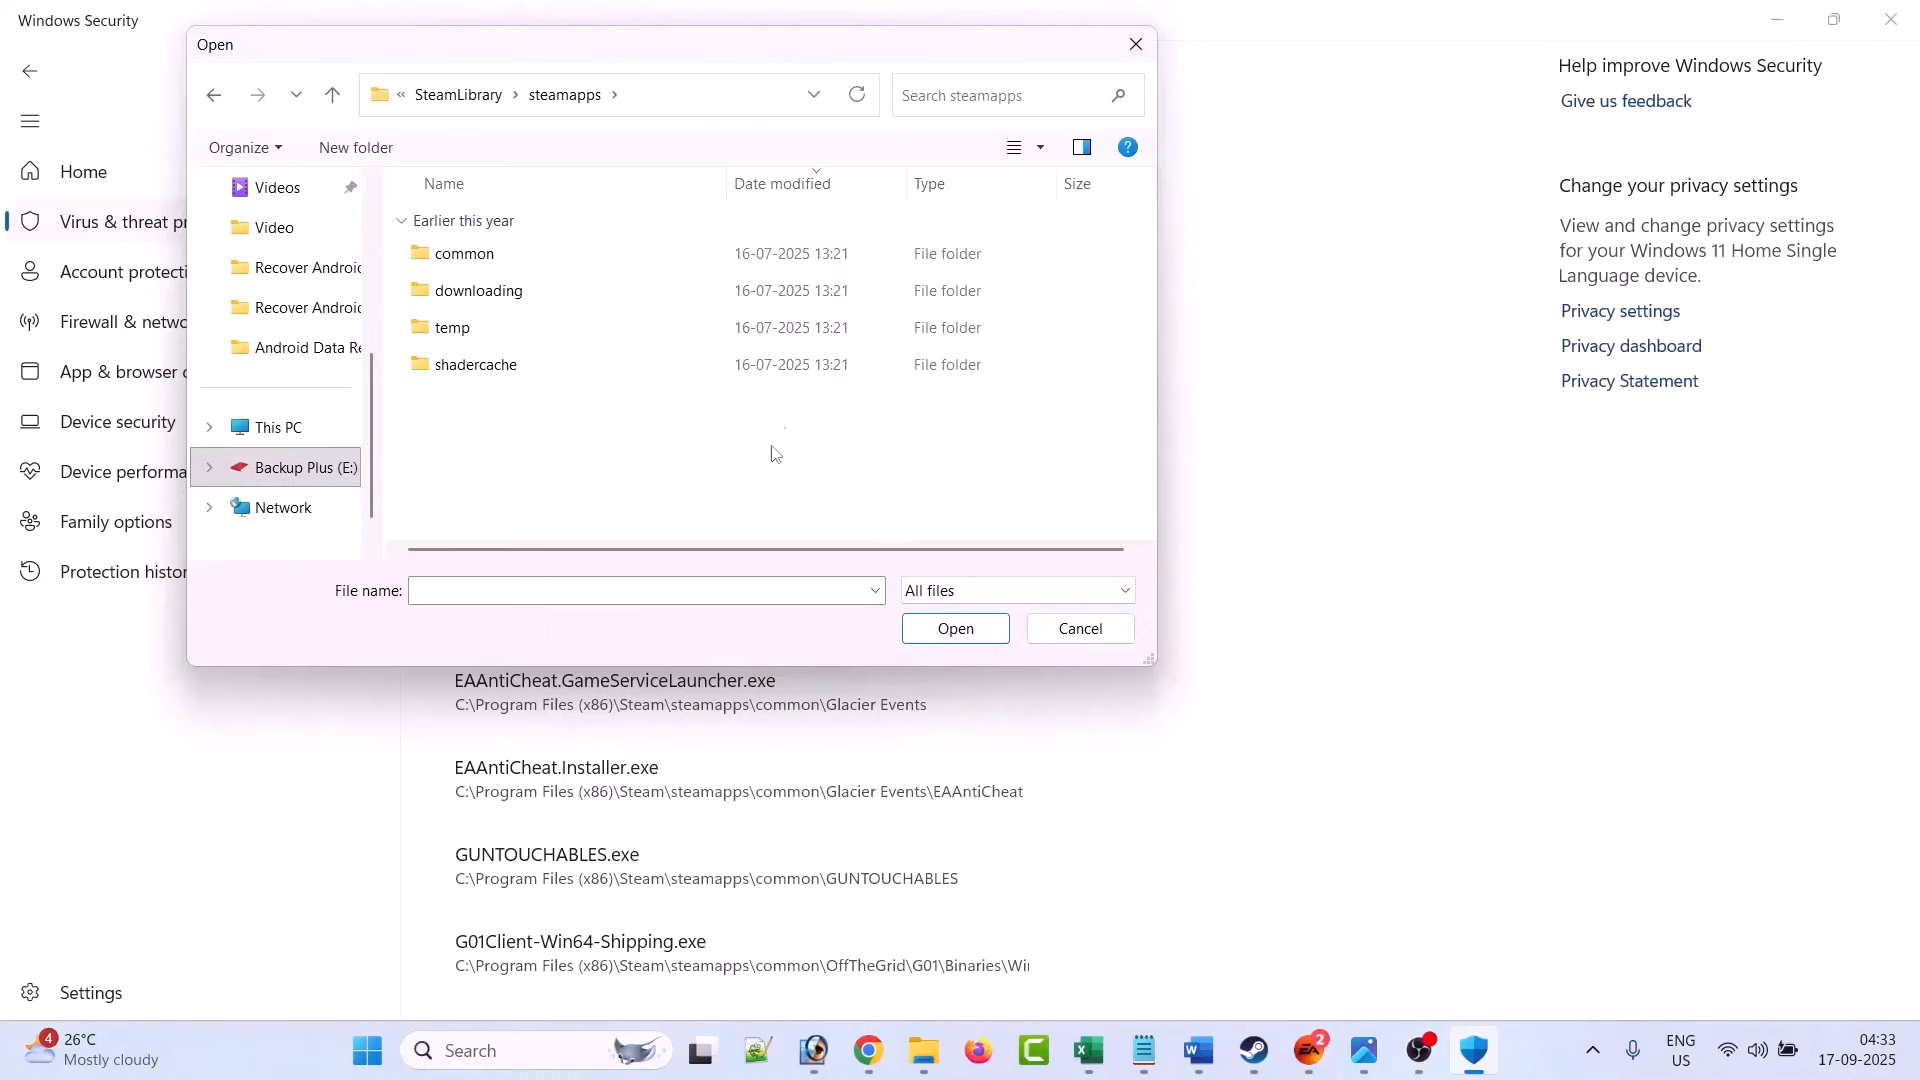 Windows Security
Home
Virus & threat pr
Account protecti
Firewall & netwo
App & browser c
Device security
Device performa
Family options
Protection histor
Settings
Open
« SteamLibrary > steamapps >
Search steamapps
Organize
New folder
Videos
Video
Recover Android
Recover Android
Android Data Re
This PC
Backup Plus (E:)
Network
Name Date modified Type Size
Earlier this year
common 16-07-2025 13:21 File folder
downloading 16-07-2025 13:21 File folder
temp 16-07-2025 13:21 File folder
shadercache 16-07-2025 13:21 File folder
File name:
All files
Open
Cancel
EAAntiCheat.GameServiceLauncher.exe
C:\Program Files (x86)\Steam\steamapps\common\Glacier Events
EAAntiCheat.Installer.exe
C:\Program Files (x86)\Steam\steamapps\common\Glacier Events\EAAntiCheat
GUNTOUCHABLES.exe
C:\Program Files (x86)\Steam\steamapps\common\GUNTOUCHABLES
G01Client-Win64-Shipping.exe
C:\Program Files (x86)\Steam\steamapps\common\OffTheGrid\G01\Binaries\Wi
Help improve Windows Security
Give us feedback
Change your privacy settings
View and change privacy settings
for your Windows 11 Home Single
Language device.
Privacy settings
Privacy dashboard
Privacy Statement
4
26°C
Mostly cloudy
Search
2
ENG
US
04:33
17-09-2025